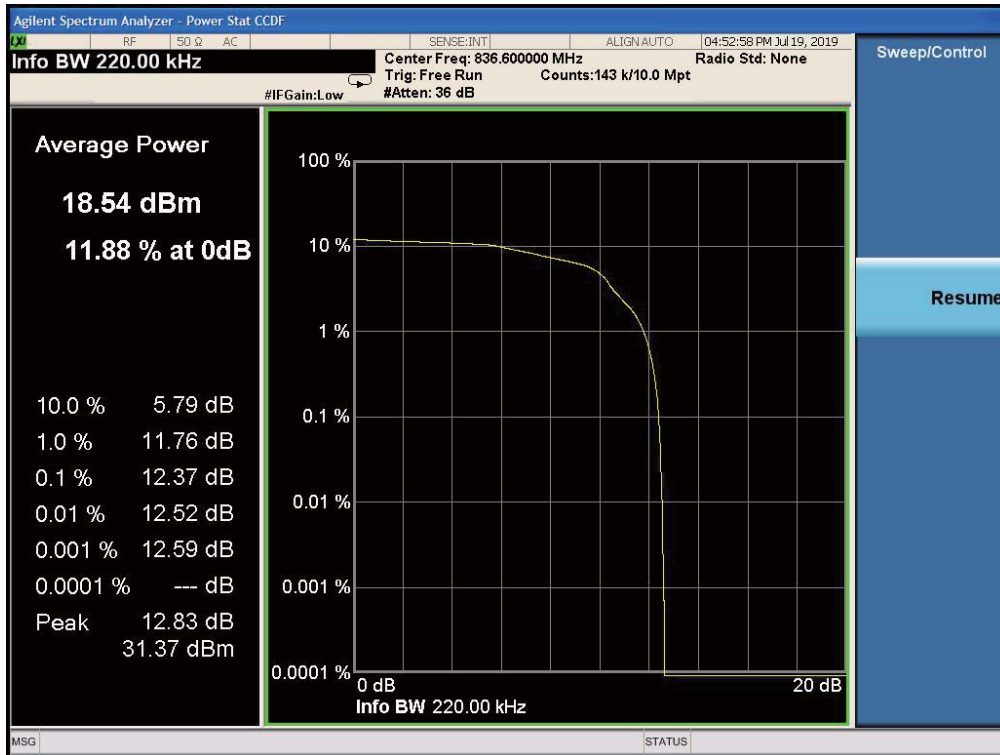 Agilent Spectrum Analyzer - Power Stat CCDF
LXI RF 50 Ω AC SENSE:INT ALIGN AUTO 04:52:58 PM Jul 19, 2019
Info BW 220.00 kHz
Center Freq: 836.600000 MHz Radio Std: None
Trig: Free Run Counts:143 k/10.0 Mpt
#IFGain:Low #Atten: 36 dB
Sweep/Control
Resume
Average Power
18.54 dBm
11.88 % at 0dB
10.0 % 5.79 dB
1.0 % 11.76 dB
0.1 % 12.37 dB
0.01 % 12.52 dB
0.001 % 12.59 dB
0.0001 % --- dB
Peak 12.83 dB
31.37 dBm
100 %
10 %
1 %
0.1 %
0.01 %
0.001 %
0.0001 %
0 dB 20 dB
Info BW 220.00 kHz
MSG STATUS